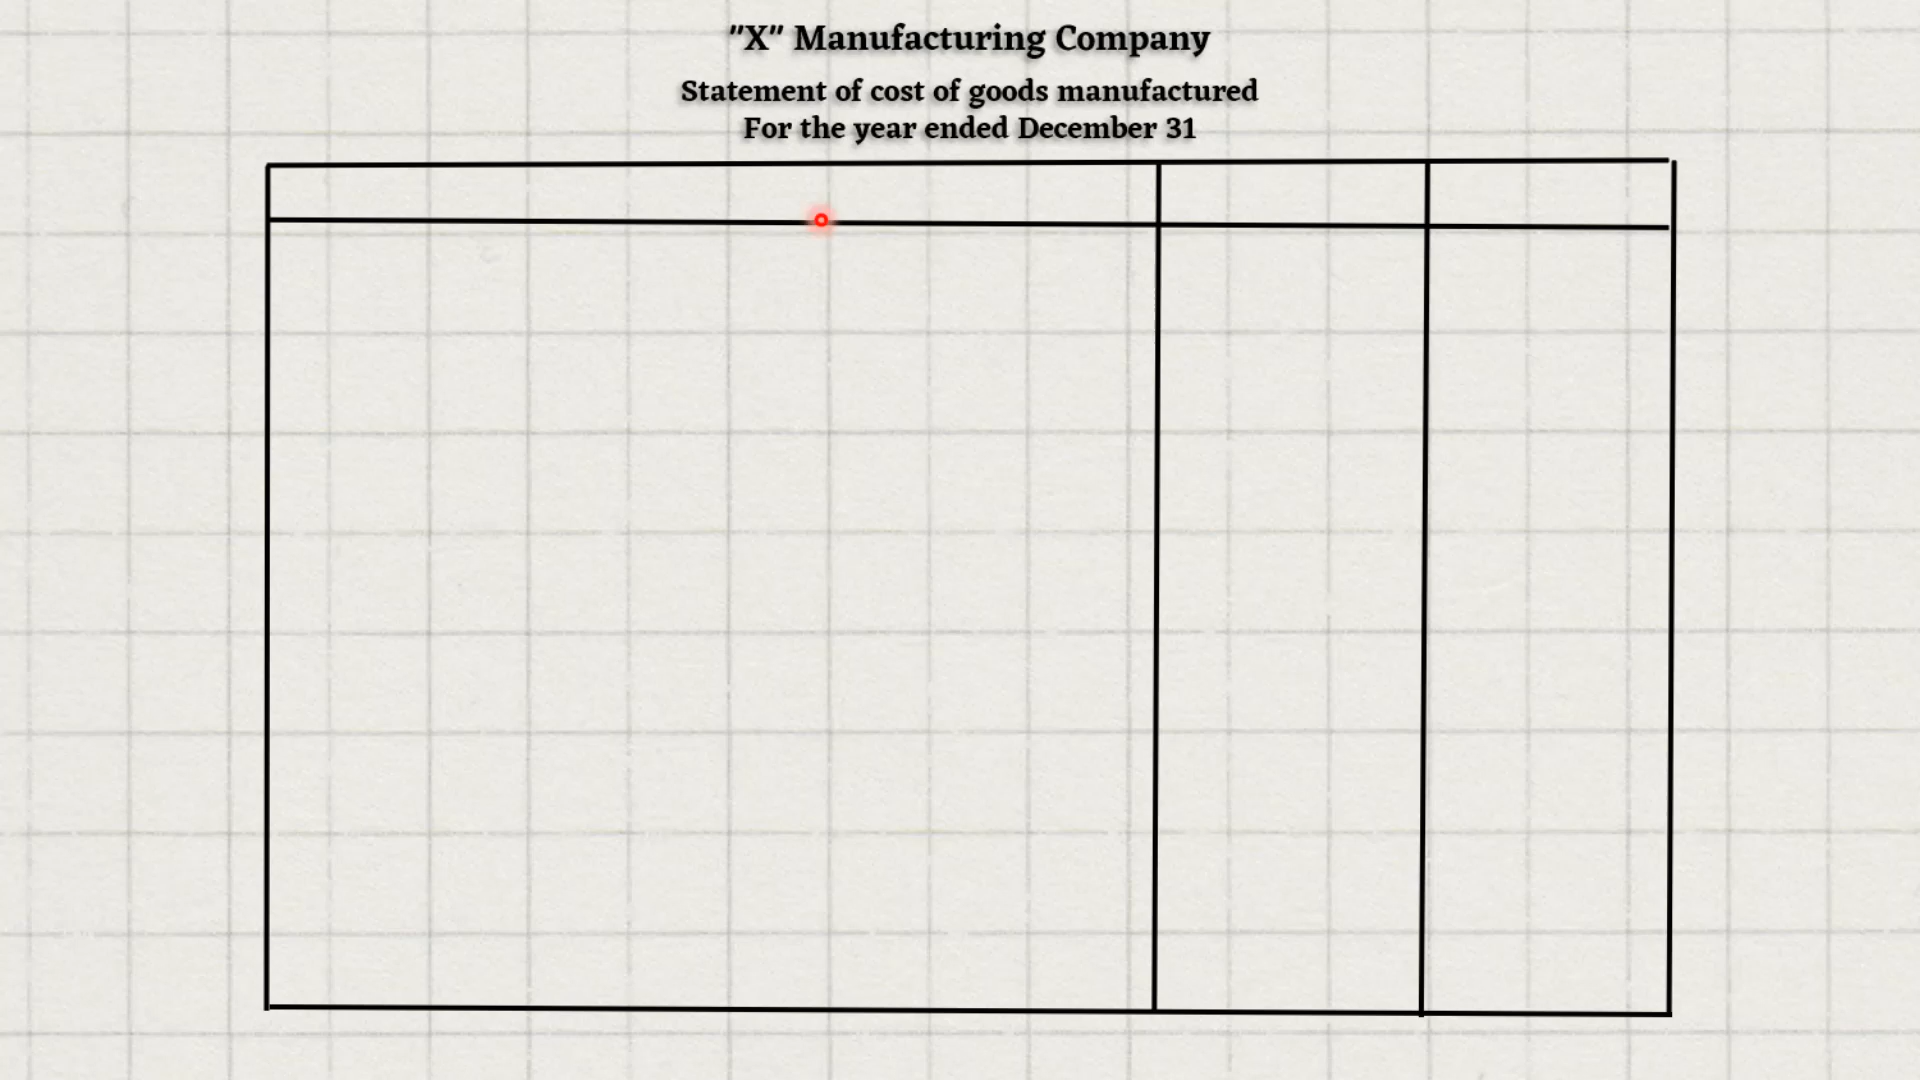 "X" Manufacturing Company
Statement of cost of goods manufactured
For the year ended December 31